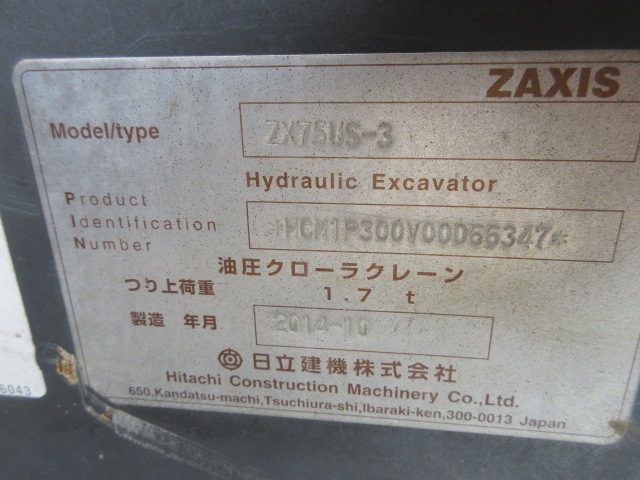 ZAXIS
Model/type ZX75US-3
Hydraulic Excavator
Product
Identification *HCM1P300V00066347*
Number
油圧クローラクレーン
つり上荷重 1.7 t
製造 年月 2014-10
日立建機株式会社
Hitachi Construction Machinery Co.,Ltd.
650,Kandatsu-machi,Tsuchiura-shi,Ibaraki-ken,300-0013 Japan
6043